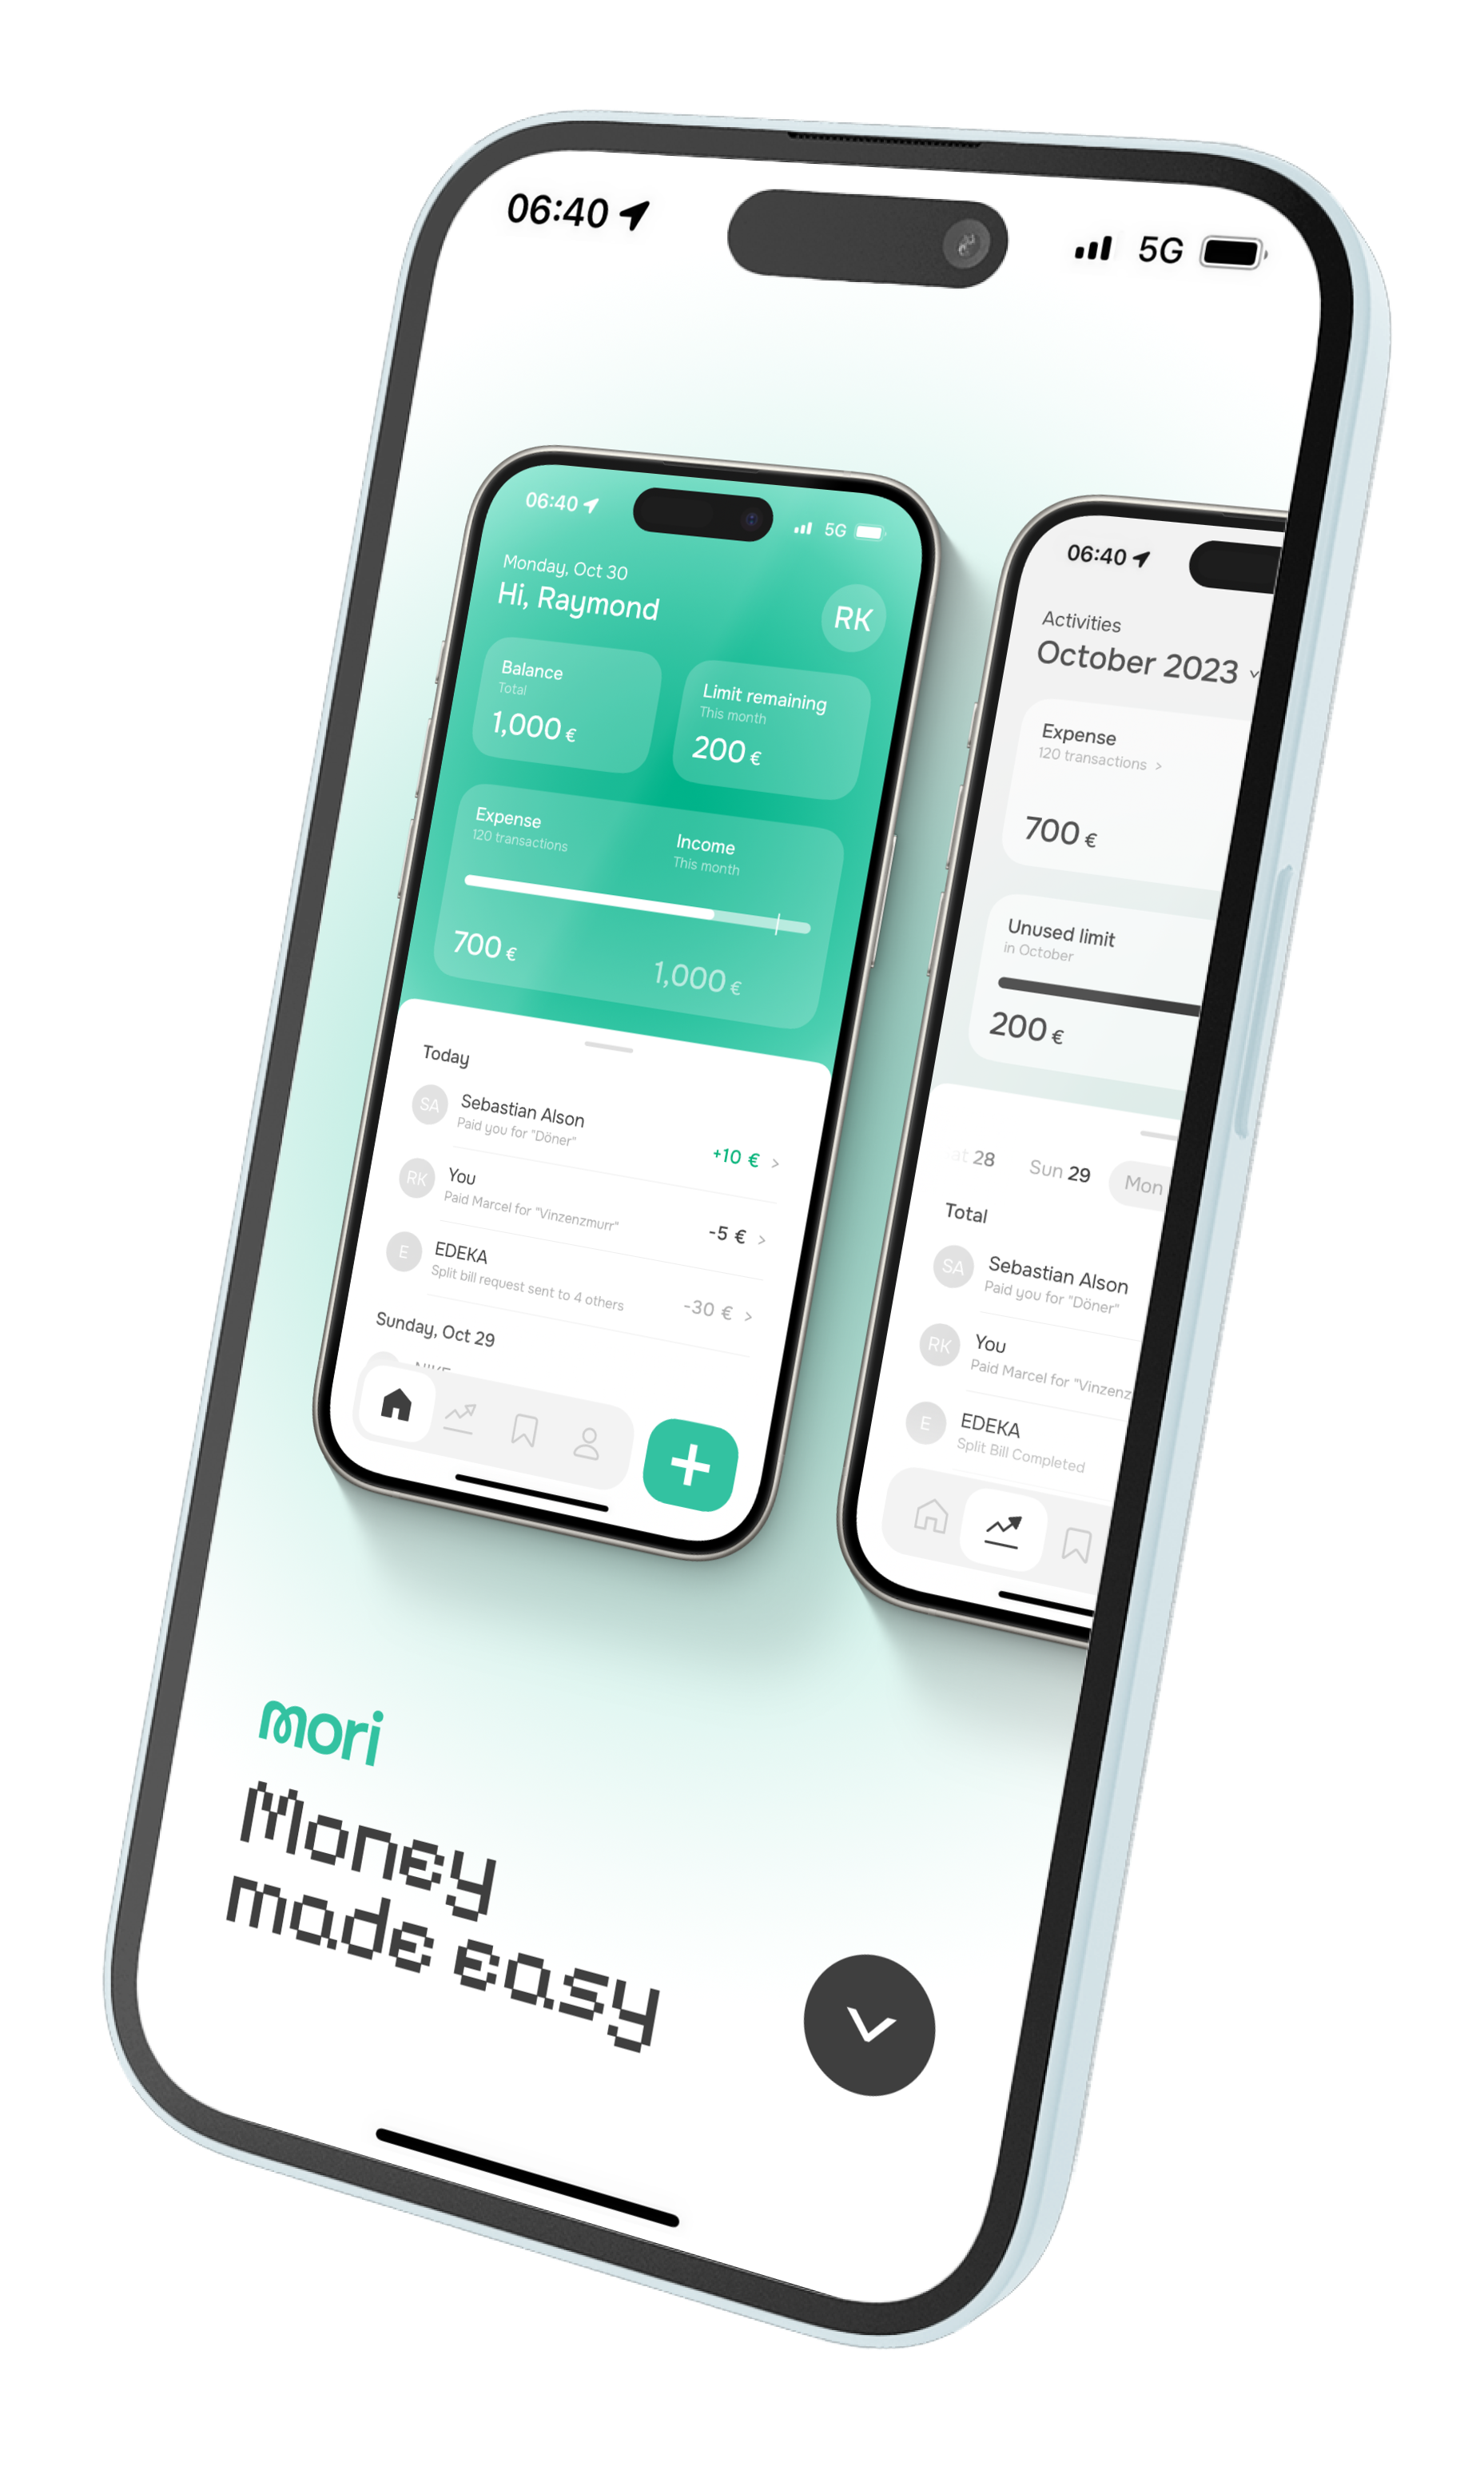 06:40
5G
06:40
5G
Monday, Oct 30
Hi, Raymond
RK
Balance
Total
1,000 €
Limit remaining
This month
200 €
Expense
120 transactions
Income
This month
700 €
1,000 €
Today
SA
Sebastian Alson
Paid you for "Döner"
+10 € >
RK
You
Paid Marcel for "Vinzenzmurr"
-5 € >
E
EDEKA
Split bill request sent to 4 others
-30 € >
Sunday, Oct 29
06:40
Activities
October 2023
Expense
120 transactions >
700 €
Unused limit
in October
200 €
28
Sun 29
Mon
Total
SA
Sebastian Alson
Paid you for "Döner"
RK
You
Paid Marcel for "Vinzenz
E
EDEKA
Split Bill Completed
mori
Money
made easy